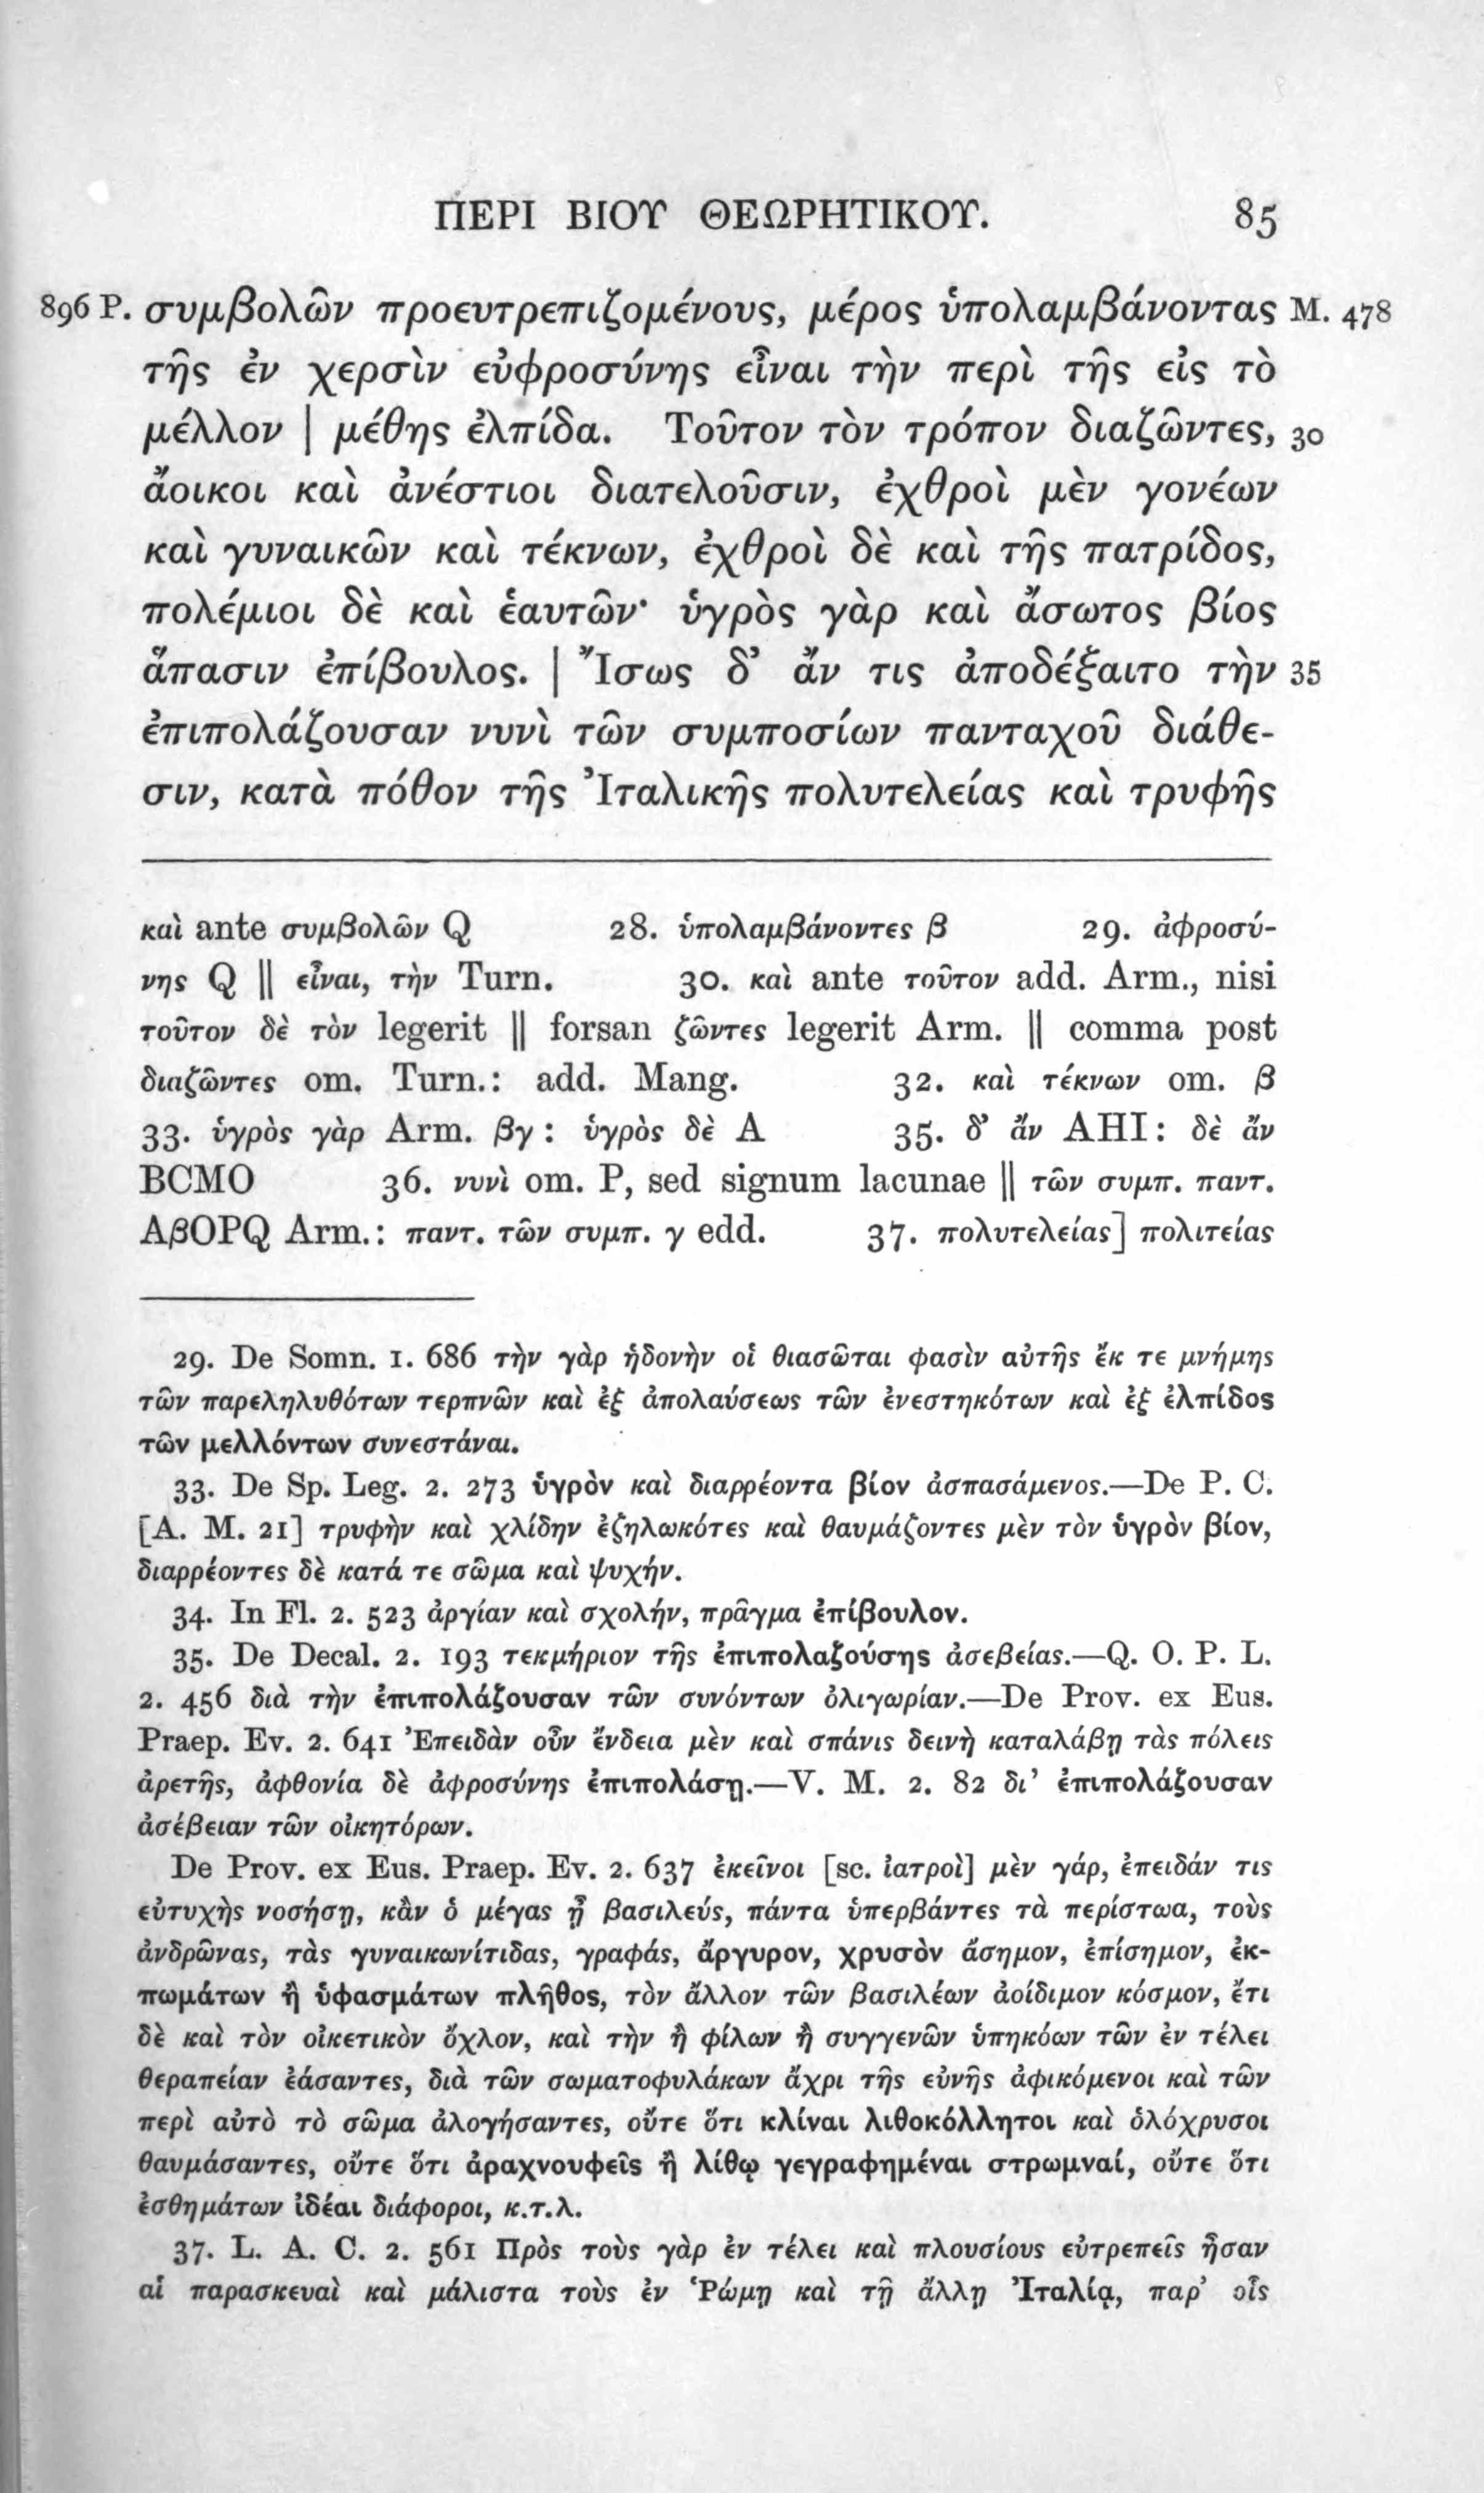 ΠΕΡΙ ΒΙΟΥ ΘΕΩΡΗΤΙΚΟΥ. 85
896 P. συμβολῶν προευτρεπιζομένους, μέρος ὑπολαμβάνοντας M. 478
τῆς ἐν χερσὶν εὐφροσύνης εἶναι τὴν περὶ τῆς εἰς τὸ
μέλλον | μέθης ἐλπίδα. Τοῦτον τὸν τρόπον διαζῶντες, 30
ἄοικοι καὶ ἀνέστιοι διατελοῦσιν, ἐχθροὶ μὲν γονέων
καὶ γυναικῶν καὶ τέκνων, ἐχθροὶ δὲ καὶ τῆς πατρίδος,
πολέμιοι δὲ καὶ ἑαυτῶν· ὑγρὸς γὰρ καὶ ἄσωτος βίος
ἅπασιν ἐπίβουλος. | Ἴσως δ’ ἄν τις ἀποδέξαιτο τὴν 35
ἐπιπολάζουσαν νυνὶ τῶν συμποσίων πανταχοῦ διάθε-
σιν, κατὰ πόθον τῆς Ἰταλικῆς πολυτελείας καὶ τρυφῆς
καὶ ante συμβολῶν Q 28. ὑπολαμβάνοντες β 29. ἀφροσύ-
νης Q || εἶναι, τὴν Turn. 30. καὶ ante τοῦτον add. Arm., nisi
τοῦτον δὲ τὸν legerit || forsan ζῶντες legerit Arm. || comma post
διαζῶντες om. Turn.: add. Mang. 32. καὶ τέκνων om. β
33. ὑγρὸς γὰρ Arm. βγ: ὑγρὸς δὲ A 35. δ’ ἄν AHI: δὲ ἄν
BCMO 36. νυνὶ om. P, sed signum lacunae || τῶν συμπ. παντ.
AβOPQ Arm.: παντ. τῶν συμπ. γ edd. 37. πολυτελείας] πολιτείας
29. De Somn. 1. 686 τὴν γὰρ ἡδονὴν οἱ θιασῶται φασὶν αὐτῆς ἔκ τε μνήμης
τῶν παρεληλυθότων τερπνῶν καὶ ἐξ ἀπολαύσεως τῶν ἐνεστηκότων καὶ ἐξ ἐλπίδος
τῶν μελλόντων συνεστάναι.
33. De Sp. Leg. 2. 273 ὑγρὸν καὶ διαρρέοντα βίον ἀσπασάμενος.—De P. C.
[A. M. 21] τρυφὴν καὶ χλίδην ἐζηλωκότες καὶ θαυμάζοντες μὲν τὸν ὑγρὸν βίον,
διαρρέοντες δὲ κατά τε σῶμα καὶ ψυχήν.
34. In Fl. 2. 523 ἀργίαν καὶ σχολήν, πρᾶγμα ἐπίβουλον.
35. De Decal. 2. 193 τεκμήριον τῆς ἐπιπολαζούσης ἀσεβείας.—Q. O. P. L.
2. 456 διὰ τὴν ἐπιπολάζουσαν τῶν συνόντων ὀλιγωρίαν.—De Prov. ex Eus.
Praep. Ev. 2. 641 Ἐπειδὰν οὖν ἔνδεια μὲν καὶ σπάνις δεινὴ καταλάβῃ τὰς πόλεις
ἀρετῆς, ἀφθονία δὲ ἀφροσύνης ἐπιπολάσῃ.—V. M. 2. 82 δι’ ἐπιπολάζουσαν
ἀσέβειαν τῶν οἰκητόρων.
De Prov. ex Eus. Praep. Ev. 2. 637 ἐκεῖνοι [sc. ἰατροὶ] μὲν γάρ, ἐπειδάν τις
εὐτυχὴς νοσήσῃ, κἂν ὁ μέγας ᾖ βασιλεύς, πάντα ὑπερβάντες τὰ περίστωα, τοὺς
ἀνδρῶνας, τὰς γυναικωνίτιδας, γραφάς, ἄργυρον, χρυσὸν ἄσημον, ἐπίσημον, ἐκ-
πωμάτων ἢ ὑφασμάτων πλῆθος, τὸν ἄλλον τῶν βασιλέων ἀοίδιμον κόσμον, ἔτι
δὲ καὶ τὸν οἰκετικὸν ὄχλον, καὶ τὴν ἢ φίλων ἢ συγγενῶν ὑπηκόων τῶν ἐν τέλει
θεραπείαν ἐάσαντες, διὰ τῶν σωματοφυλάκων ἄχρι τῆς εὐνῆς ἀφικόμενοι καὶ τῶν
περὶ αὐτὸ τὸ σῶμα ἀλογήσαντες, οὔτε ὅτι κλίναι λιθοκόλλητοι καὶ ὁλόχρυσοι
θαυμάσαντες, οὔτε ὅτι ἀραχνουφεῖς ἢ λίθῳ γεγραφημέναι στρωμναί, οὔτε ὅτι
ἐσθημάτων ἰδέαι διάφοροι, κ.τ.λ.
37. L. A. C. 2. 561 Πρὸς τοὺς γὰρ ἐν τέλει καὶ πλουσίους εὐτρεπεῖς ἦσαν
αἱ παρασκευαὶ καὶ μάλιστα τοὺς ἐν Ῥώμῃ καὶ τῇ ἄλλῃ Ἰταλίᾳ, παρ’ οἷς